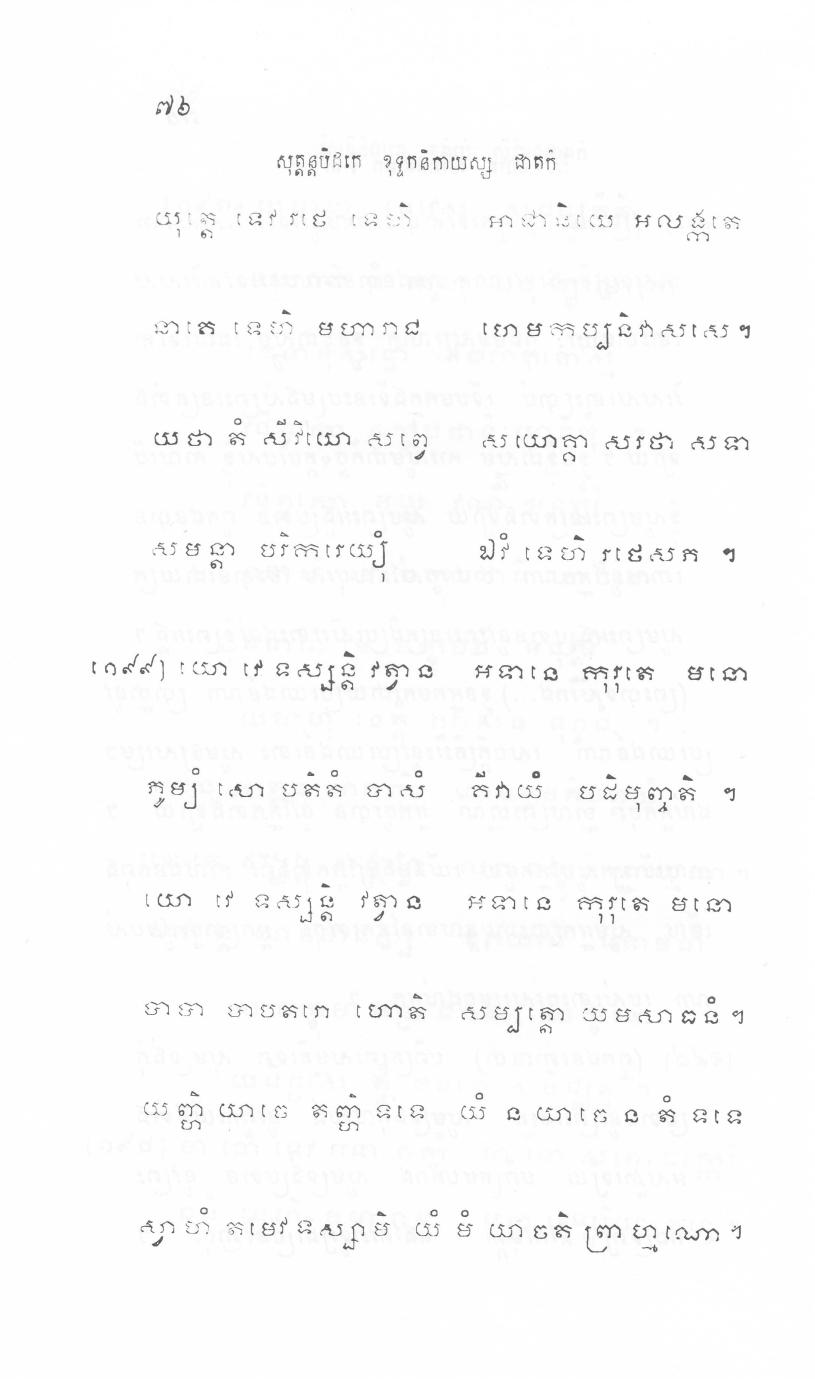 ៧៦
សុត្តន្តបិដកេ ខុទ្ទកនិកាយស្ស ជាតកំ
យុត្តេ ទេវ រថេ ទេហិ អាជានិយេ អលង្កតេ
នាគេ ទេហិ មហារាជ ហេមកប្បនិវាសសេ ។
យថា តំ សីវិយោ សព្វេ សយោគ្គា សរថា សទា
សមន្តា បរិករេយ្យុំ ឯវំ ទេហិ រថេសភ ។
[១៩៩] យោ វេ ទស្សន្តិ វត្វាន អទានេ កុរុតេ មនោ
ភូម្យំ សោ បតិតំ បាសំ គីវាយំ បដិមុញ្ចតិ ។
យោ វេ ទស្សន្តិ វត្វាន អទានេ កុរុតេ មនោ
បាបា បាបតរោ ហោតិ សម្បត្តោ យមសាធនំ ។
យញ្ហិ យាចេ តញ្ហិ ទទេ យំ ន យាចេ ន តំ ទទេ
ស្វាហំ តមេវ ទស្សាមិ យំ មំ យាចតិ ព្រាហ្មណោ ។